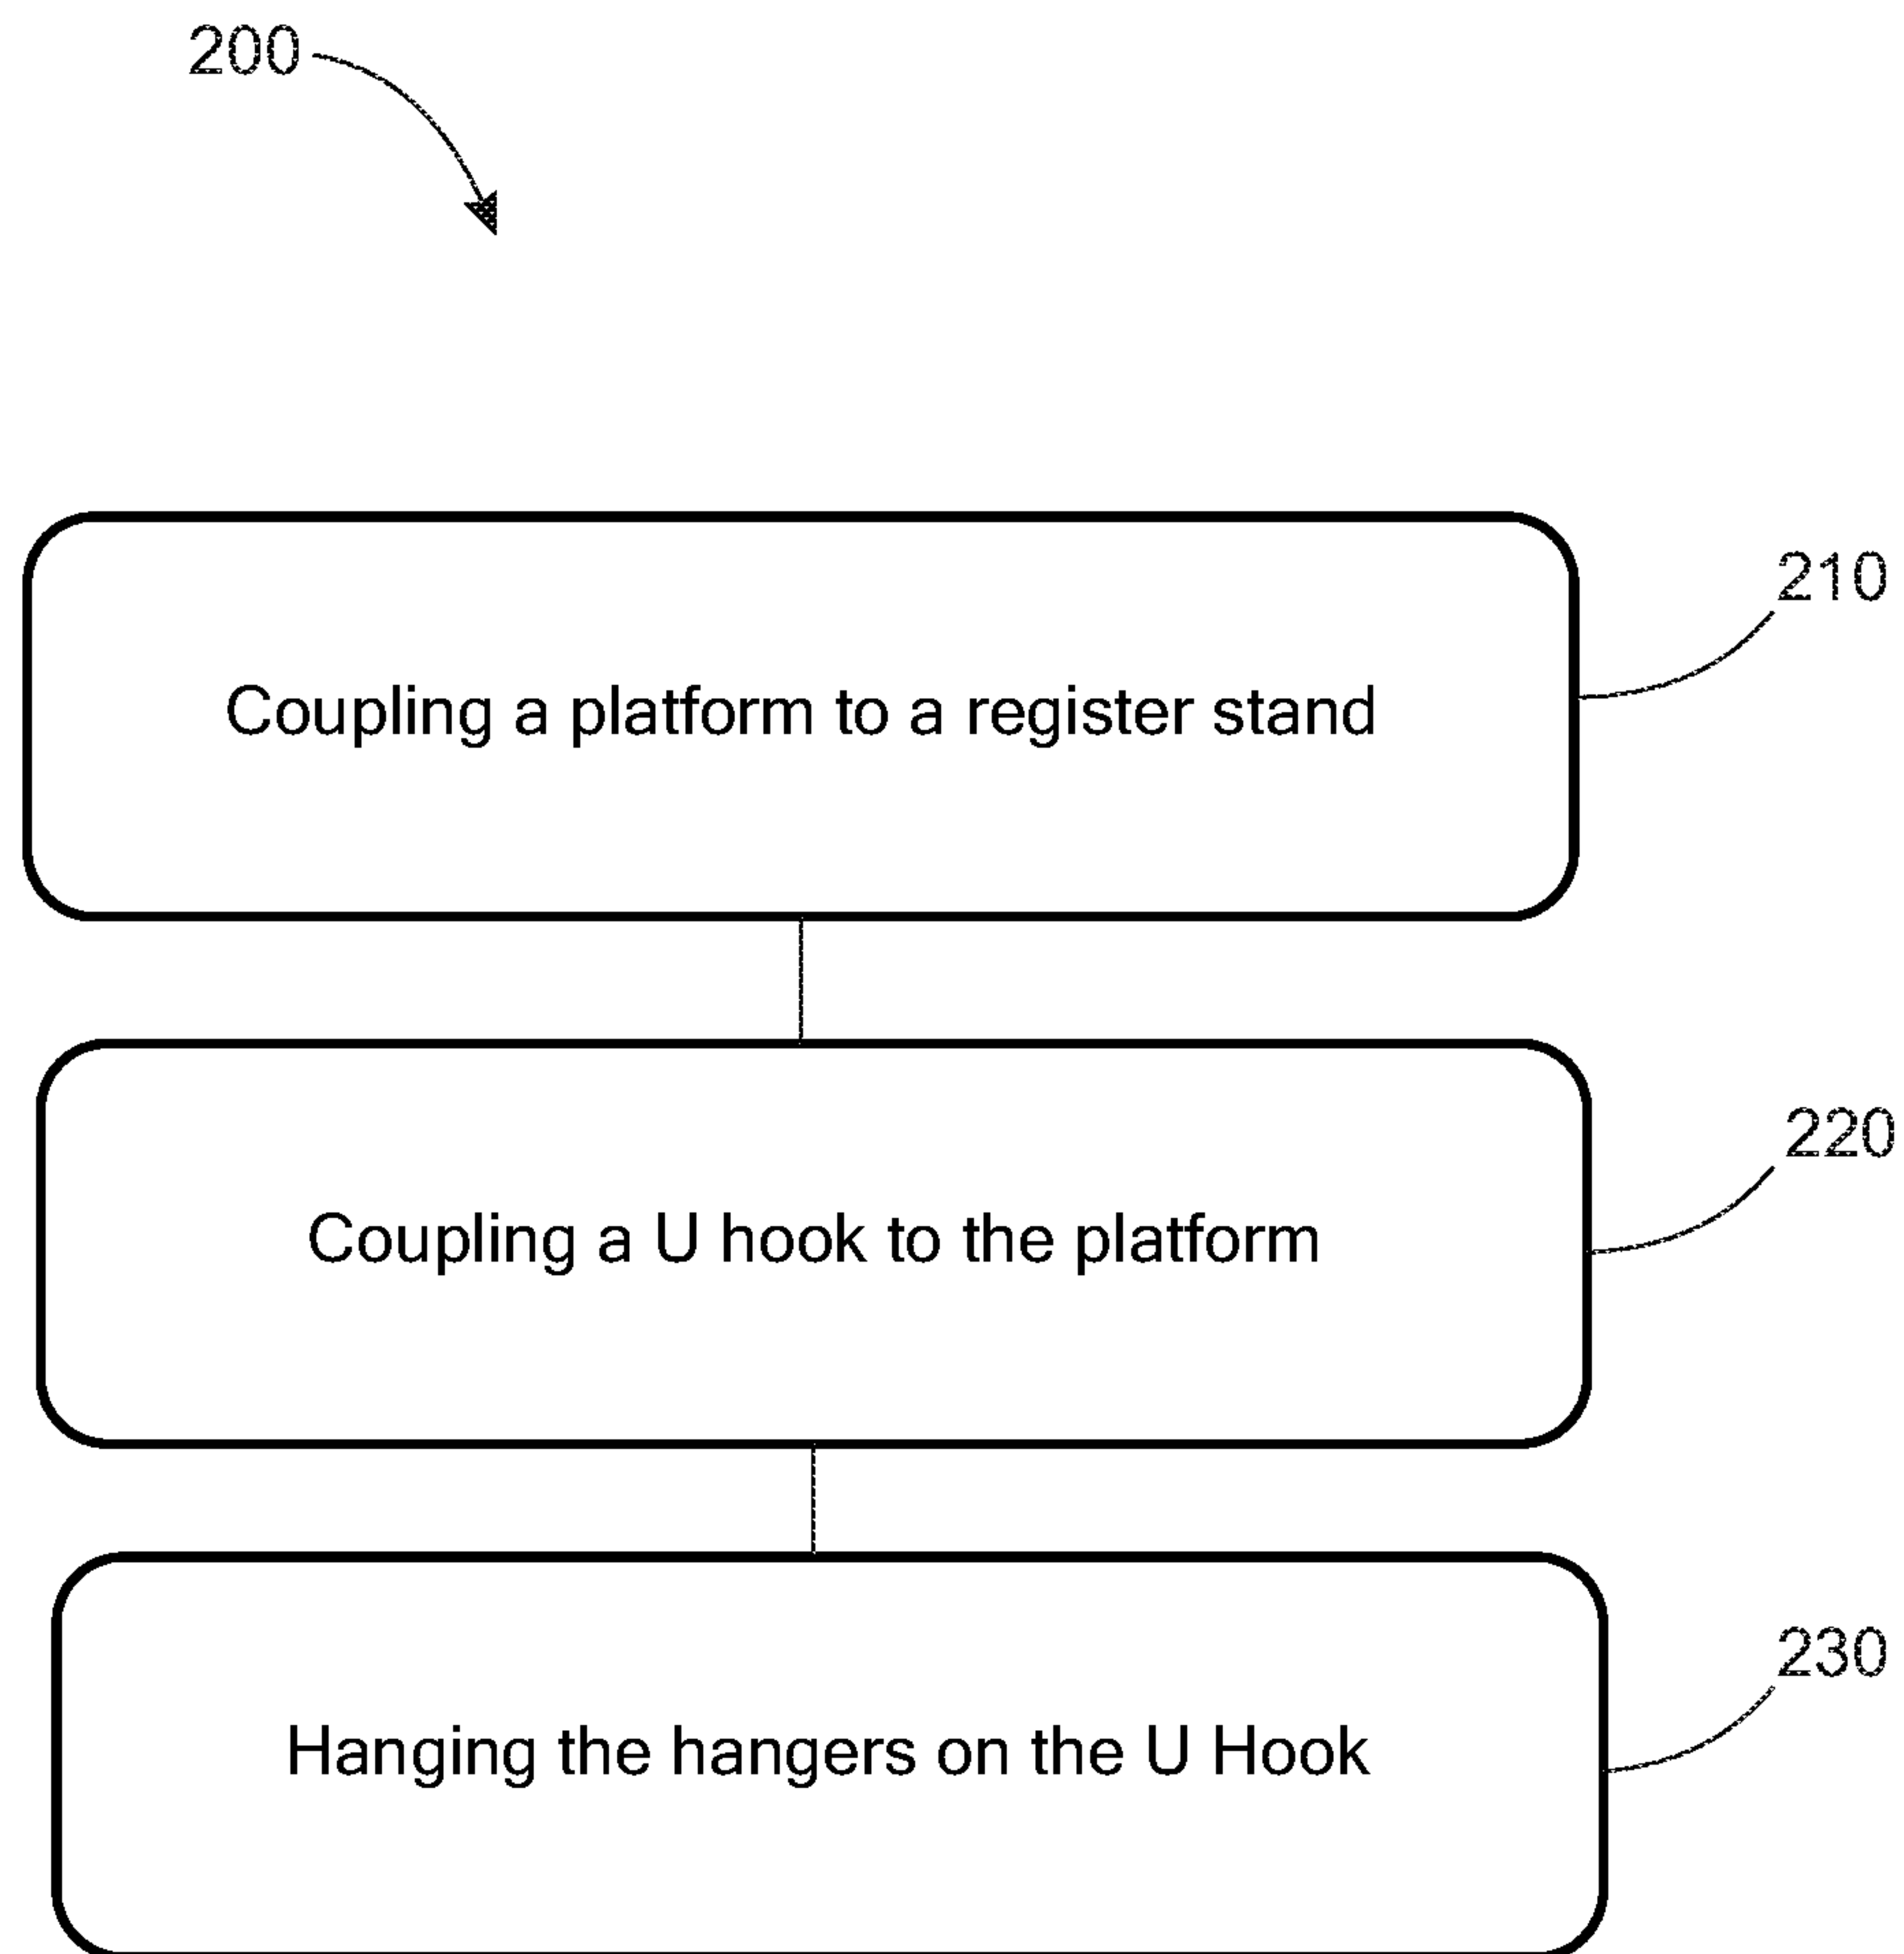 200
210
Coupling a platform to a register stand
220
Coupling a U hook to the platform
230
Hanging the hangers on the U Hook